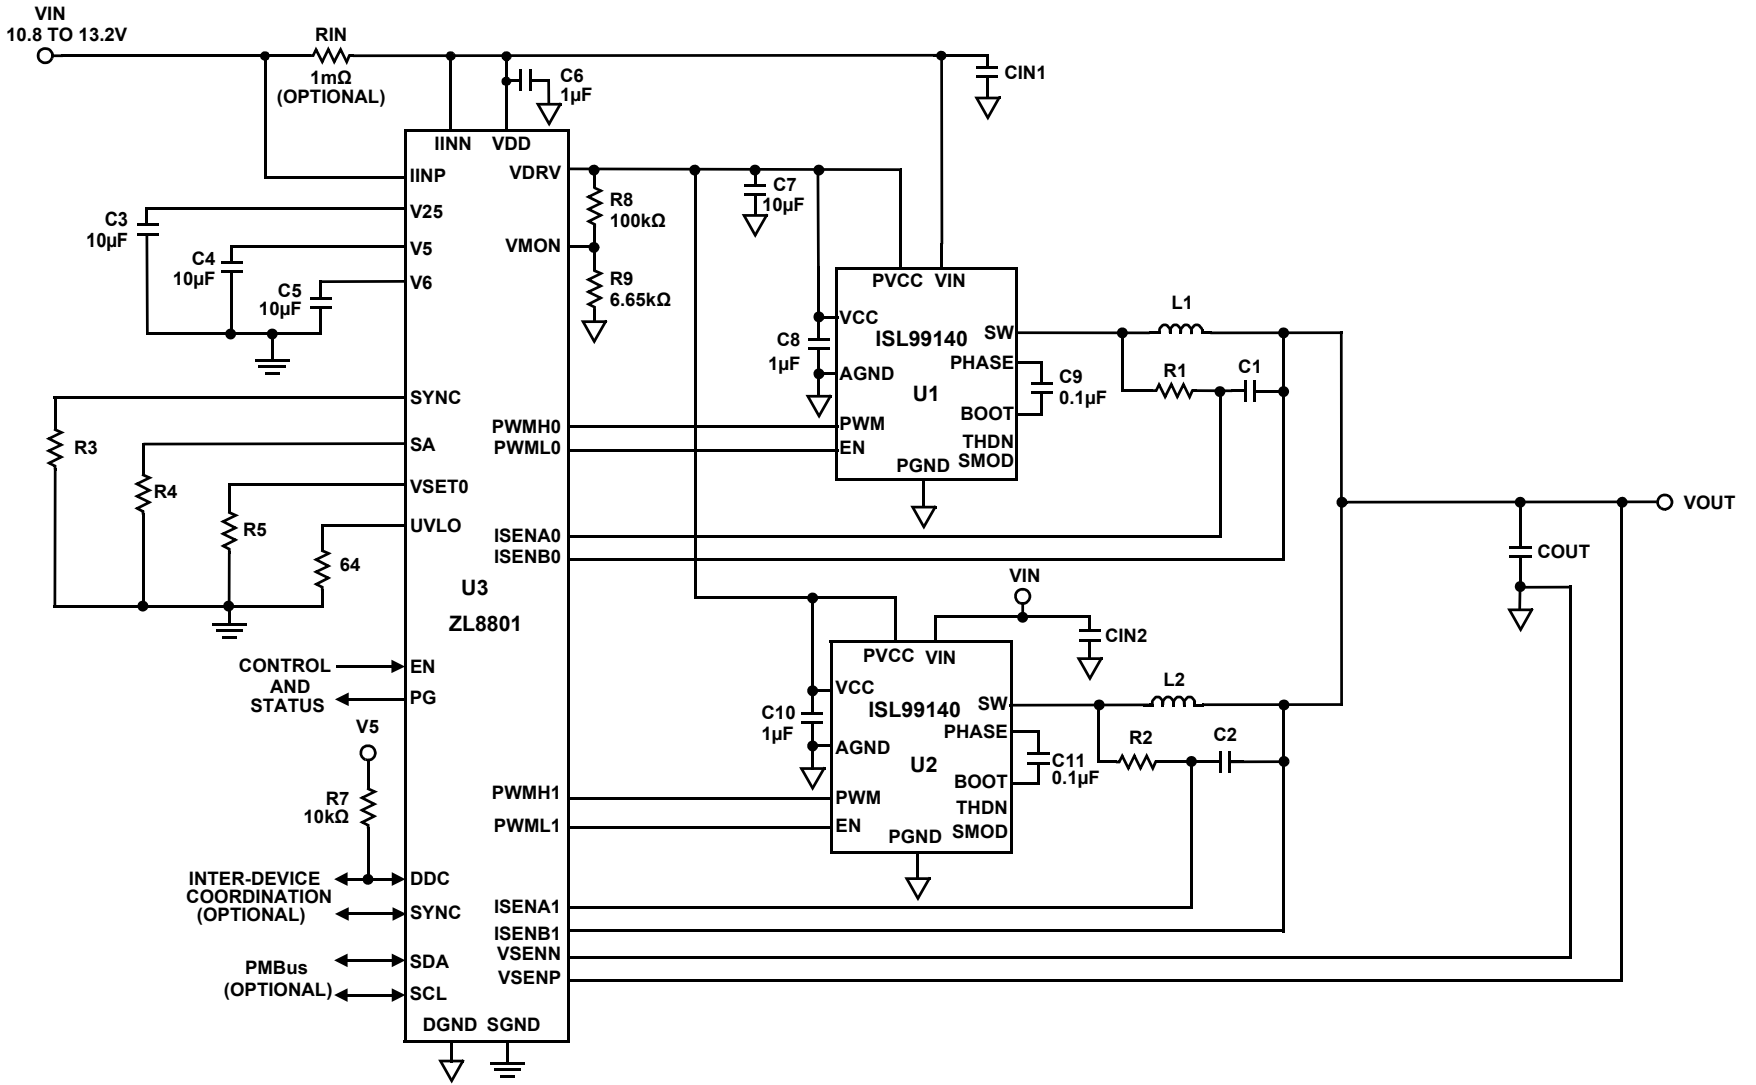 VIN
10.8 TO 13.2V
RIN
1mΩ
(OPTIONAL)
C6
1µF
CIN1
IINN VDD
IINP
VDRV
V25
C3
10µF
V5
VMON
C4
10µF
V6
C5
10µF
R8
100kΩ
R9
6.65kΩ
C7
10µF
PVCC VIN
VCC
ISL99140
SW
PHASE
C8
1µF
AGND
U1
BOOT
C9
0.1µF
THDN
SMOD
PWM
EN
PGND
L1
R1
C1
SYNC
PWMH0
PWML0
R3
SA
R4
VSET0
R5
UVLO
64
ISENA0
ISENB0
U3
ZL8801
VOUT
COUT
VIN
CIN2
PVCC VIN
VCC
ISL99140
SW
C10
1µF
AGND
PHASE
U2
BOOT
C11
0.1µF
THDN
SMOD
PWM
EN
PGND
L2
R2
C2
CONTROL
AND
STATUS
EN
PG
V5
R7
10kΩ
PWMH1
PWML1
INTER-DEVICE
COORDINATION
(OPTIONAL)
DDC
SYNC
ISENA1
ISENB1
VSENN
VSENP
PMBus
(OPTIONAL)
SDA
SCL
DGND SGND